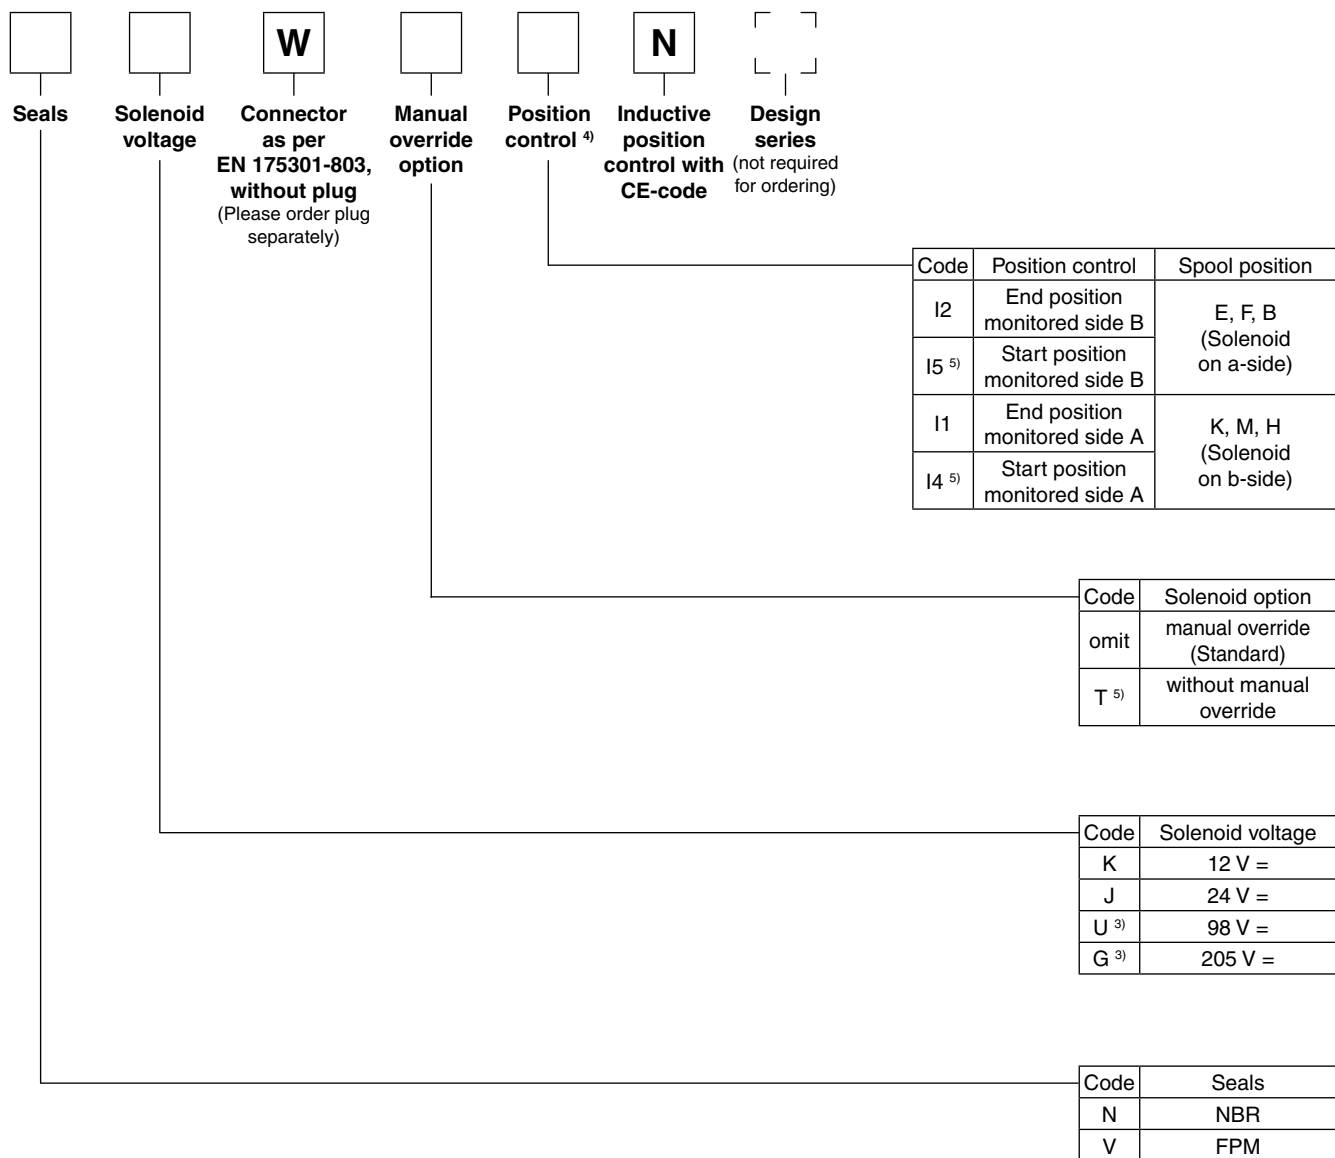 W
N
Seals
Solenoid
voltage
Connector
as per
EN 175301-803,
without plug
(Please order plug
separately)
Manual
override
option
Position
control 4)
Inductive
position
control with
CE-code
Design
series
(not required
for ordering)
Code Position control Spool position
I2 End position
monitored side B
I5 5) Start position
monitored side B
E, F, B
(Solenoid
on a-side)
I1 End position
monitored side A
I4 5) Start position
monitored side A
K, M, H
(Solenoid
on b-side)
Code Solenoid option
omit manual override
(Standard)
T 5) without manual
override
Code Solenoid voltage
K 12 V =
J 24 V =
U 3) 98 V =
G 3) 205 V =
Code Seals
N NBR
V FPM